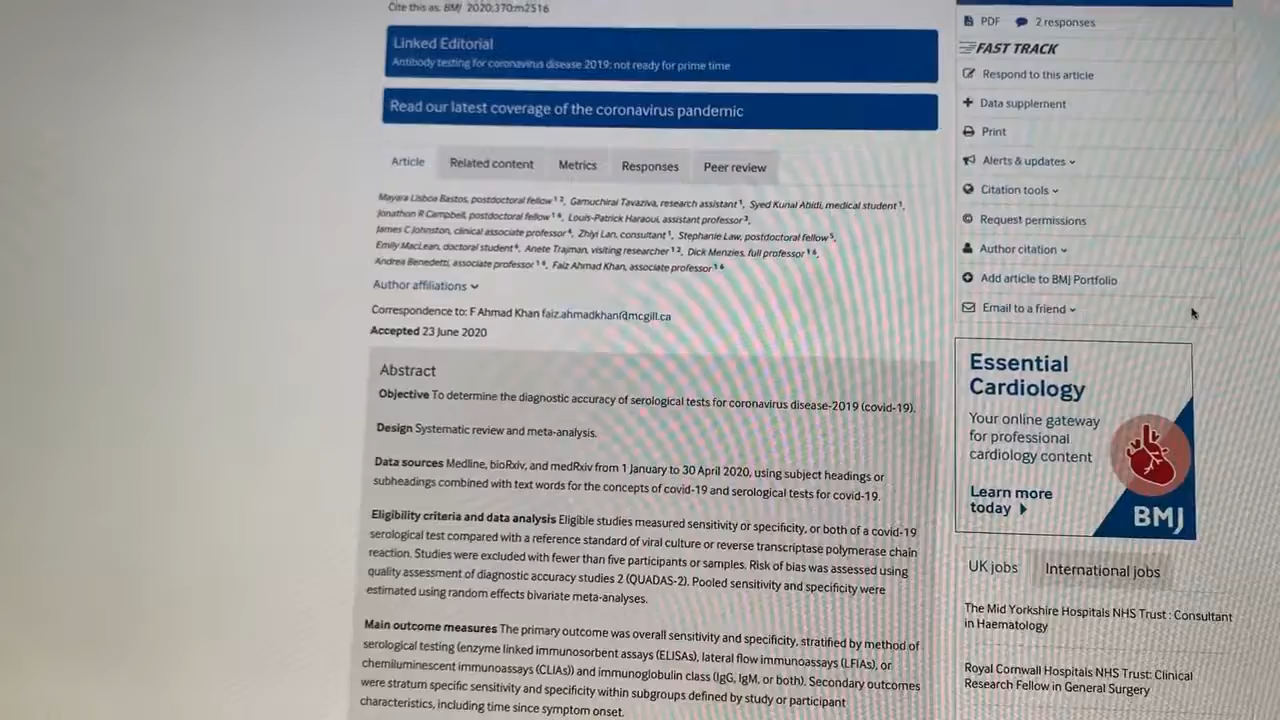 Cite this as: BMJ 2020;370:m2516
Linked Editorial
Antibody testing for coronavirus disease 2019: not ready for prime time
Read our latest coverage of the coronavirus pandemic
Article Related content Metrics Responses Peer review
Mayara Lisboa Bastos, postdoctoral fellow 1 2, Gamuchirai Tavaziva, research assistant 1, Syed Kunal Abidi, medical student 1,
Jonathon R Campbell, postdoctoral fellow 1 6, Louis-Patrick Haraoui, assistant professor 3,
James C Johnston, clinical associate professor 4, Zhiyi Lan, consultant 1, Stephanie Law, postdoctoral fellow 5,
Emily MacLean, doctoral student 6, Anete Trajman, visiting researcher 1 2, Dick Menzies, full professor 1 6,
Andrea Benedetti, associate professor 1 6, Faiz Ahmad Khan, associate professor 1 6
Author affiliations
Correspondence to: F Ahmad Khan faiz.ahmadkhan@mcgill.ca
Accepted 23 June 2020
Abstract
Objective To determine the diagnostic accuracy of serological tests for coronavirus disease-2019 (covid-19).
Design Systematic review and meta-analysis.
Data sources Medline, bioRxiv, and medRxiv from 1 January to 30 April 2020, using subject headings or
subheadings combined with text words for the concepts of covid-19 and serological tests for covid-19.
Eligibility criteria and data analysis Eligible studies measured sensitivity or specificity, or both of a covid-19
serological test compared with a reference standard of viral culture or reverse transcriptase polymerase chain
reaction. Studies were excluded with fewer than five participants or samples. Risk of bias was assessed using
quality assessment of diagnostic accuracy studies 2 (QUADAS-2). Pooled sensitivity and specificity were
estimated using random effects bivariate meta-analyses.
Main outcome measures The primary outcome was overall sensitivity and specificity, stratified by method of
serological testing (enzyme linked immunosorbent assays (ELISAs), lateral flow immunoassays (LFIAs), or
chemiluminescent immunoassays (CLIAs)) and immunoglobulin class (IgG, IgM, or both). Secondary outcomes
were stratum specific sensitivity and specificity within subgroups defined by study or participant
characteristics, including time since symptom onset.
PDF 2 responses
FAST TRACK
Respond to this article
Data supplement
Print
Alerts & updates
Citation tools
Request permissions
Author citation
Add article to BMJ Portfolio
Email to a friend
Essential
Cardiology
Your online gateway
for professional
cardiology content
Learn more
today
BMJ
UK jobs International jobs
The Mid Yorkshire Hospitals NHS Trust : Consultant
in Haematology
Royal Cornwall Hospitals NHS Trust: Clinical
Research Fellow in General Surgery